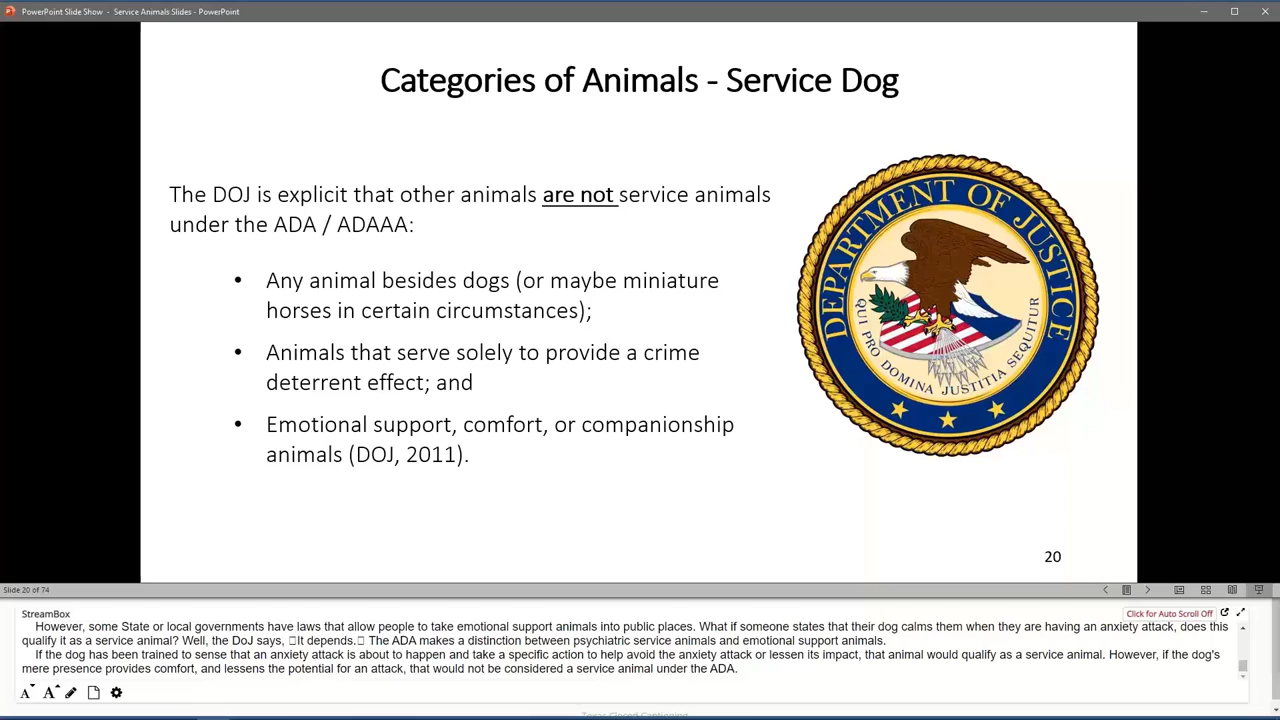 PowerPoint Slide Show - Service Animals Slides - PowerPoint
Categories of Animals - Service Dog
The DOJ is explicit that other animals are not service animals
under the ADA / ADAAA:
• Any animal besides dogs (or maybe miniature
horses in certain circumstances);
• Animals that serve solely to provide a crime
deterrent effect; and
• Emotional support, comfort, or companionship
animals (DOJ, 2011).
DEPARTMENT OF JUSTICE
QUI PRO DOMINA JUSTITIA SEQUITUR
20
Slide 20 of 74
StreamBox
Click for Auto Scroll Off
However, some State or local governments have laws that allow people to take emotional support animals into public places. What if someone states that their dog calms them when they are having an anxiety attack, does this
qualify it as a service animal? Well, the DoJ says, It depends. The ADA makes a distinction between psychiatric service animals and emotional support animals.
If the dog has been trained to sense that an anxiety attack is about to happen and take a specific action to help avoid the anxiety attack or lessen its impact, that animal would qualify as a service animal. However, if the dog's
mere presence provides comfort, and lessens the potential for an attack, that would not be considered a service animal under the ADA.
A A
Texas Closed Captioning